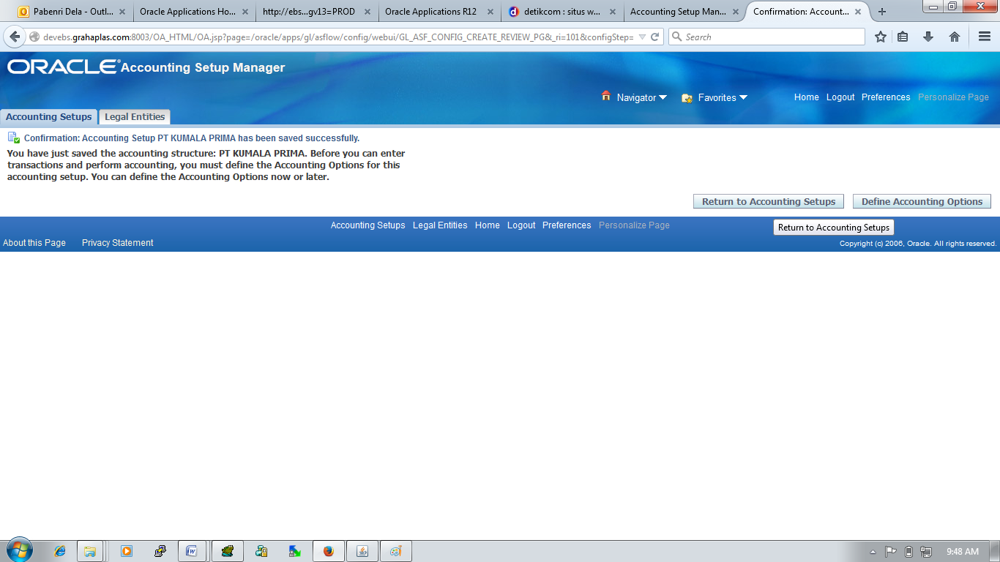 Pabenri Dela - Outl...
Oracle Applications Ho...
http://ebs...gv13=PROD
Oracle Applications R12
detikcom : situs w...
Accounting Setup Man...
Confirmation: Account...
devebs.grahaplas.com:8003/OA_HTML/OA.jsp?page=/oracle/apps/gl/asflow/config/webui/GL_ASF_CONFIG_CREATE_REVIEW_PG&_ri=101&configStep=
Search
ORACLE® Accounting Setup Manager
Navigator Favorites Home Logout Preferences Personalize Page
Accounting Setups Legal Entities
Confirmation: Accounting Setup PT KUMALA PRIMA has been saved successfully.
You have just saved the accounting structure: PT KUMALA PRIMA. Before you can enter
transactions and perform accounting, you must define the Accounting Options for this
accounting setup. You can define the Accounting Options now or later.
Return to Accounting Setups Define Accounting Options
Accounting Setups Legal Entities Home Logout Preferences Personalize Page
Return to Accounting Setups
About this Page Privacy Statement
Copyright (c) 2006, Oracle. All rights reserved.
9:48 AM